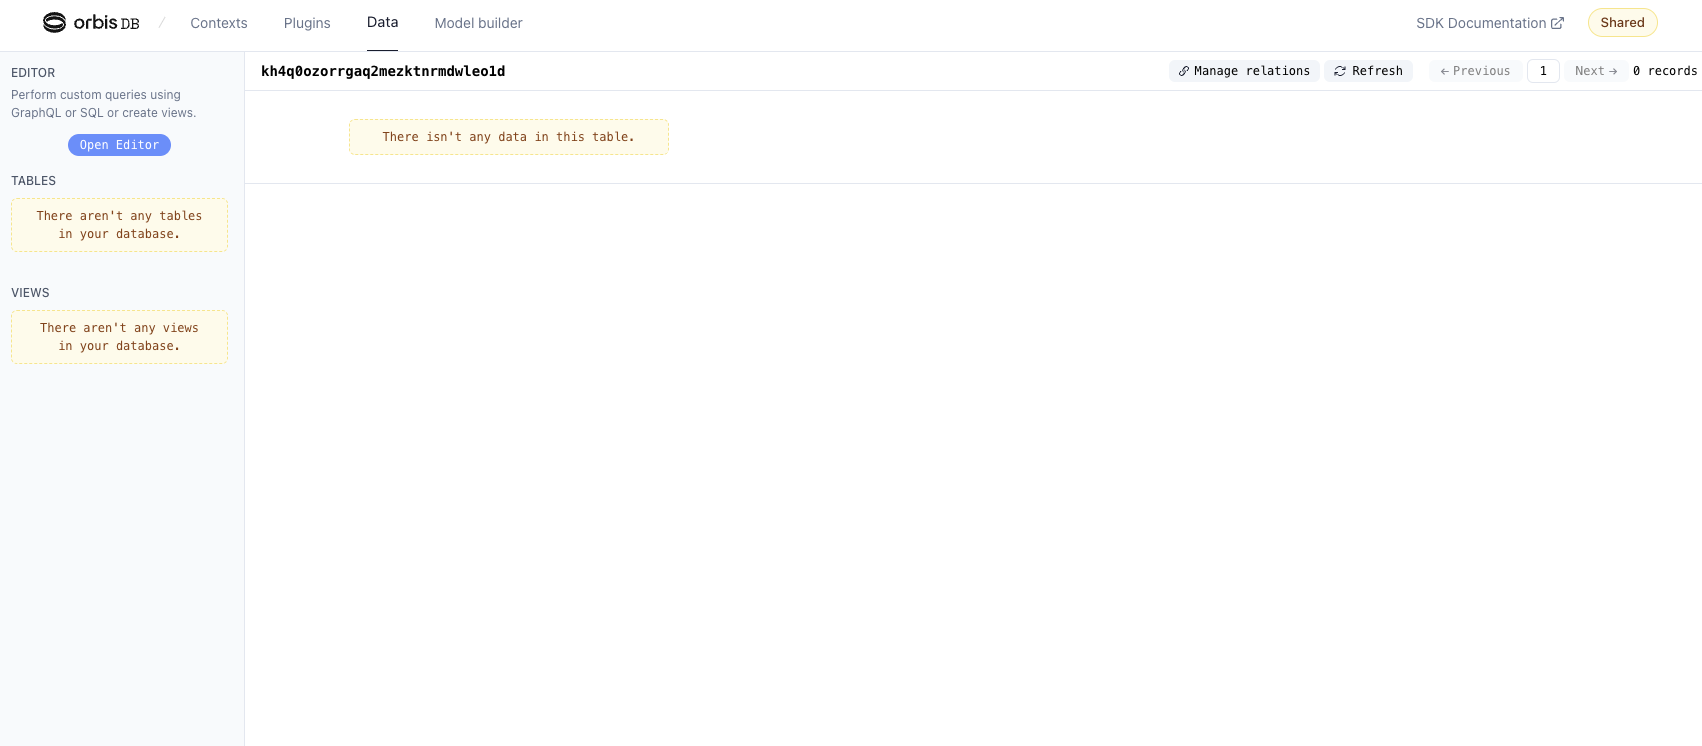 orbis DB / Contexts Plugins Data Model builder SDK Documentation Shared
EDITOR
Perform custom queries using
GraphQL or SQL or create views.
Open Editor
TABLES
There aren't any tables
in your database.
VIEWS
There aren't any views
in your database.
kh4q0ozorrgaq2mezktnrmdwleo1d Manage relations Refresh ← Previous 1 Next → 0 records
There isn't any data in this table.